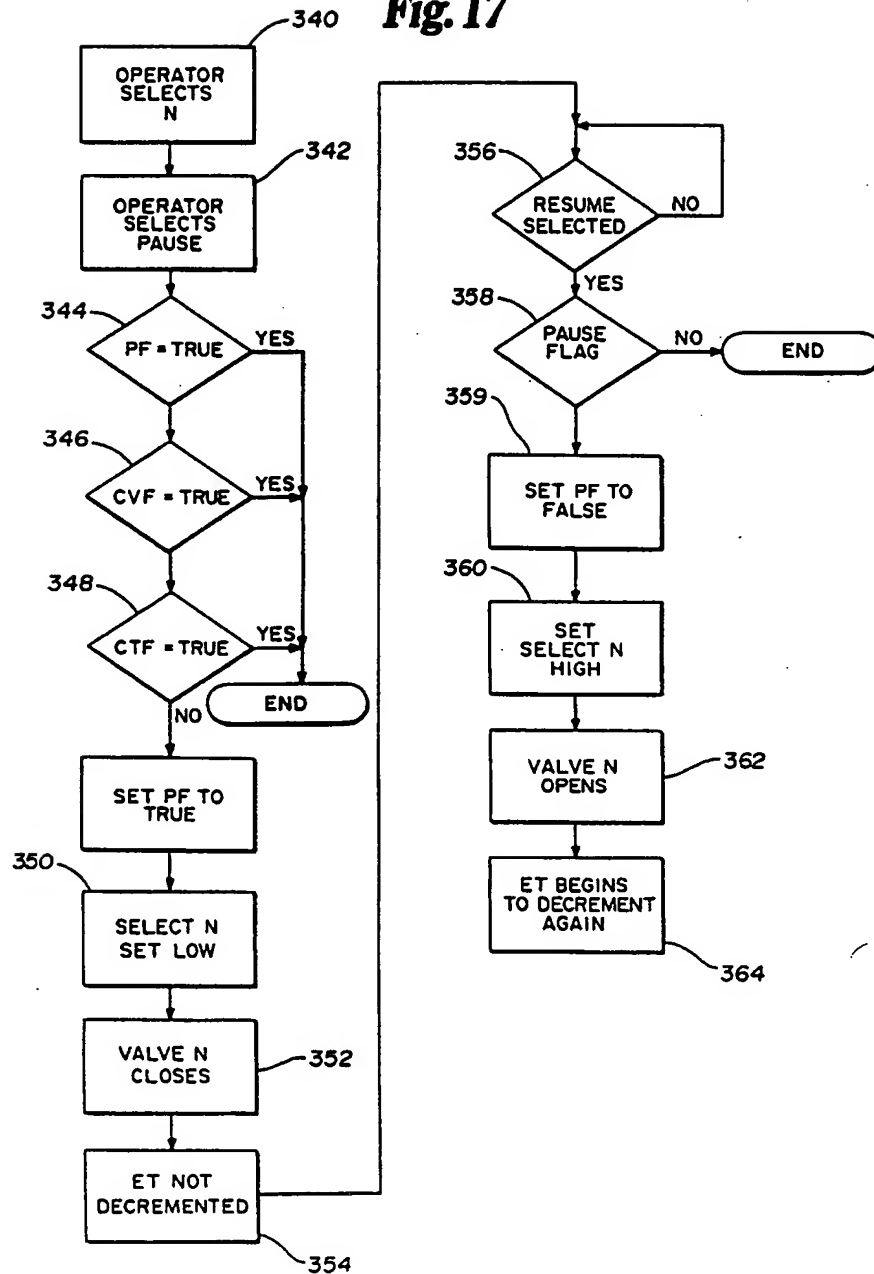 Fig. 17
340
OPERATOR
SELECTS
N
342
OPERATOR
SELECTS
PAUSE
344
PF = TRUE
YES
346
CVF = TRUE
YES
348
CTF = TRUE
YES
NO
END
SET PF TO
TRUE
350
SELECT N
SET LOW
VALVE N
CLOSES
352
ET NOT
DECREMENTED
354
356
RESUME
SELECTED
NO
YES
358
PAUSE
FLAG
NO
END
359
SET PF TO
FALSE
360
SET
SELECT N
HIGH
VALVE N
OPENS
362
ET BEGINS
TO DECREMENT
AGAIN
364